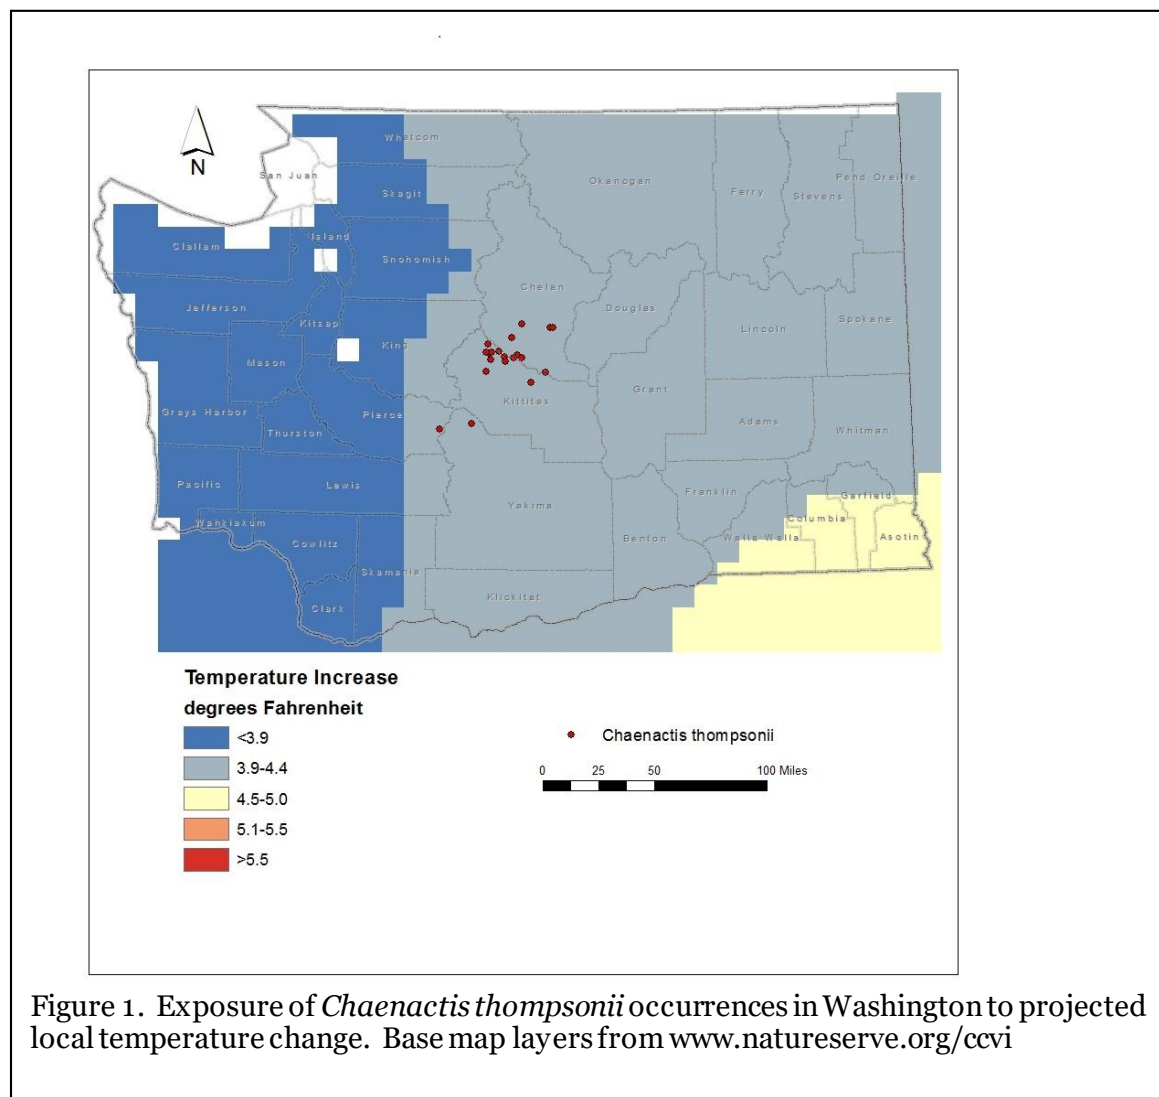 N
San Juan
Whatcom
Skagit
Okanogan
Ferry
Stevens
Pend Oreille
Clallam
Island
Snohomish
Chelan
Douglas
Jefferson
Kitsap
King
Lincoln
Spokane
Mason
Grays Harbor
Thurston
Pierce
Kittitas
Grant
Adams
Whitman
Pacific
Lewis
Yakima
Franklin
Garfield
Columbia
Asotin
Wahkiakum
Cowlitz
Skamania
Benton
Walla Walla
Clark
Klickitat
Temperature Increase
degrees Fahrenheit
<3.9
3.9-4.4
4.5-5.0
5.1-5.5
>5.5
Chaenactis thompsonii
0 25 50 100 Miles
Figure 1. Exposure of Chaenactis thompsonii occurrences in Washington to projected
local temperature change. Base map layers from www.natureserve.org/ccvi